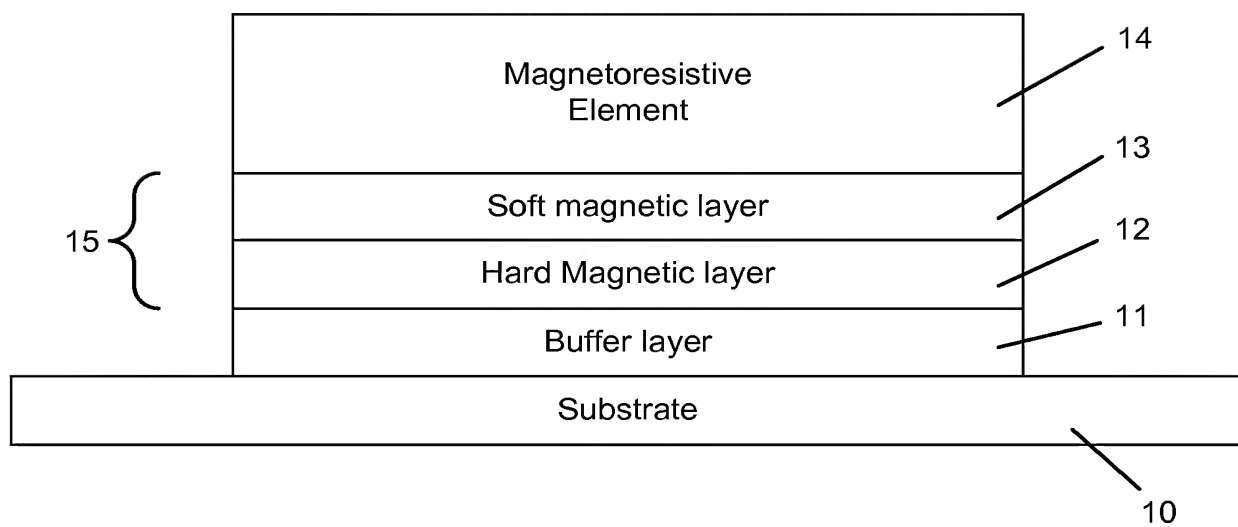 Magnetoresistive
Element
14
Soft magnetic layer
13
15
Hard Magnetic layer
12
Buffer layer
11
Substrate
10